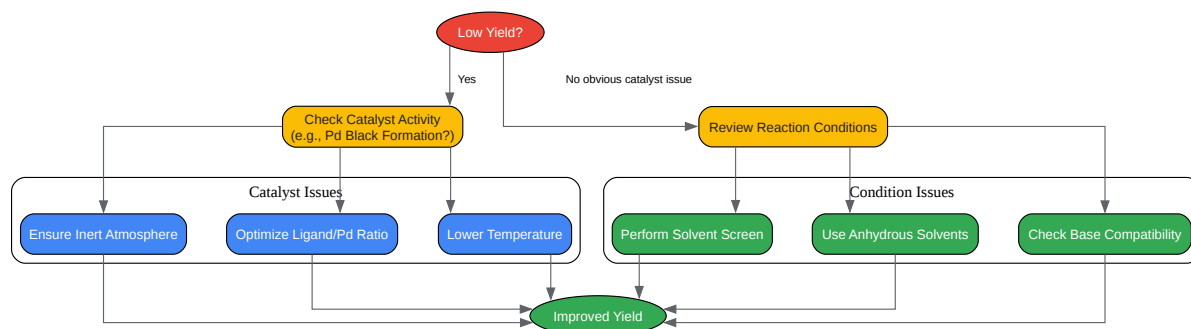 Low Yield?
Yes
No obvious catalyst issue
Check Catalyst Activity
(e.g., Pd Black Formation?)
Review Reaction Conditions
Catalyst Issues
Condition Issues
Ensure Inert Atmosphere
Optimize Ligand/Pd Ratio
Lower Temperature
Perform Solvent Screen
Use Anhydrous Solvents
Check Base Compatibility
Improved Yield